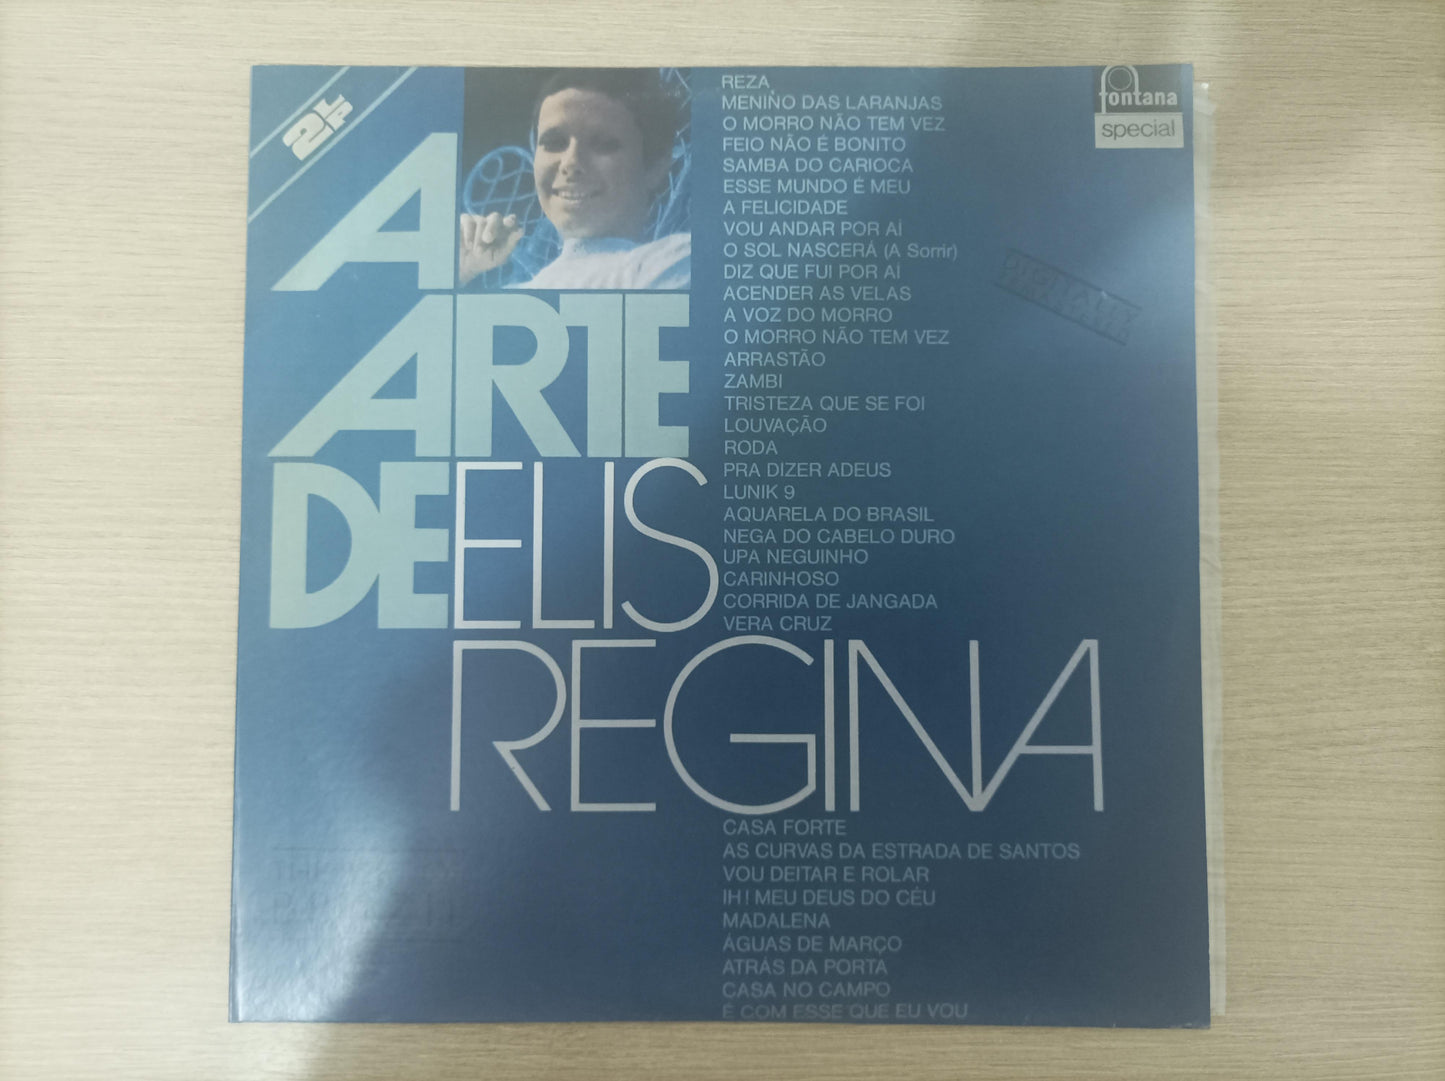 2 LP
A
ARTE
DE ELIS
REGINA
REZA
MENINO DAS LARANJAS
O MORRO NÃO TEM VEZ
FEIO NÃO É BONITO
SAMBA DO CARIOCA
ESSE MUNDO É MEU
A FELICIDADE
VOU ANDAR POR AÍ
O SOL NASCERÁ (A Sorrir)
DIZ QUE FUI POR AÍ
ACENDER AS VELAS
A VOZ DO MORRO
O MORRO NÃO TEM VEZ
ARRASTÃO
ZAMBI
TRISTEZA QUE SE FOI
LOUVAÇÃO
RODA
PRA DIZER ADEUS
LUNIK 9
AQUARELA DO BRASIL
NEGA DO CABELO DURO
UPA NEGUINHO
CARINHOSO
CORRIDA DE JANGADA
VERA CRUZ
CASA FORTE
AS CURVAS DA ESTRADA DE SANTOS
VOU DEITAR E ROLAR
IH! MEU DEUS DO CÉU
MADALENA
ÁGUAS DE MARÇO
ATRÁS DA PORTA
CASA NO CAMPO
É COM ESSE QUE EU VOU
fontana
special